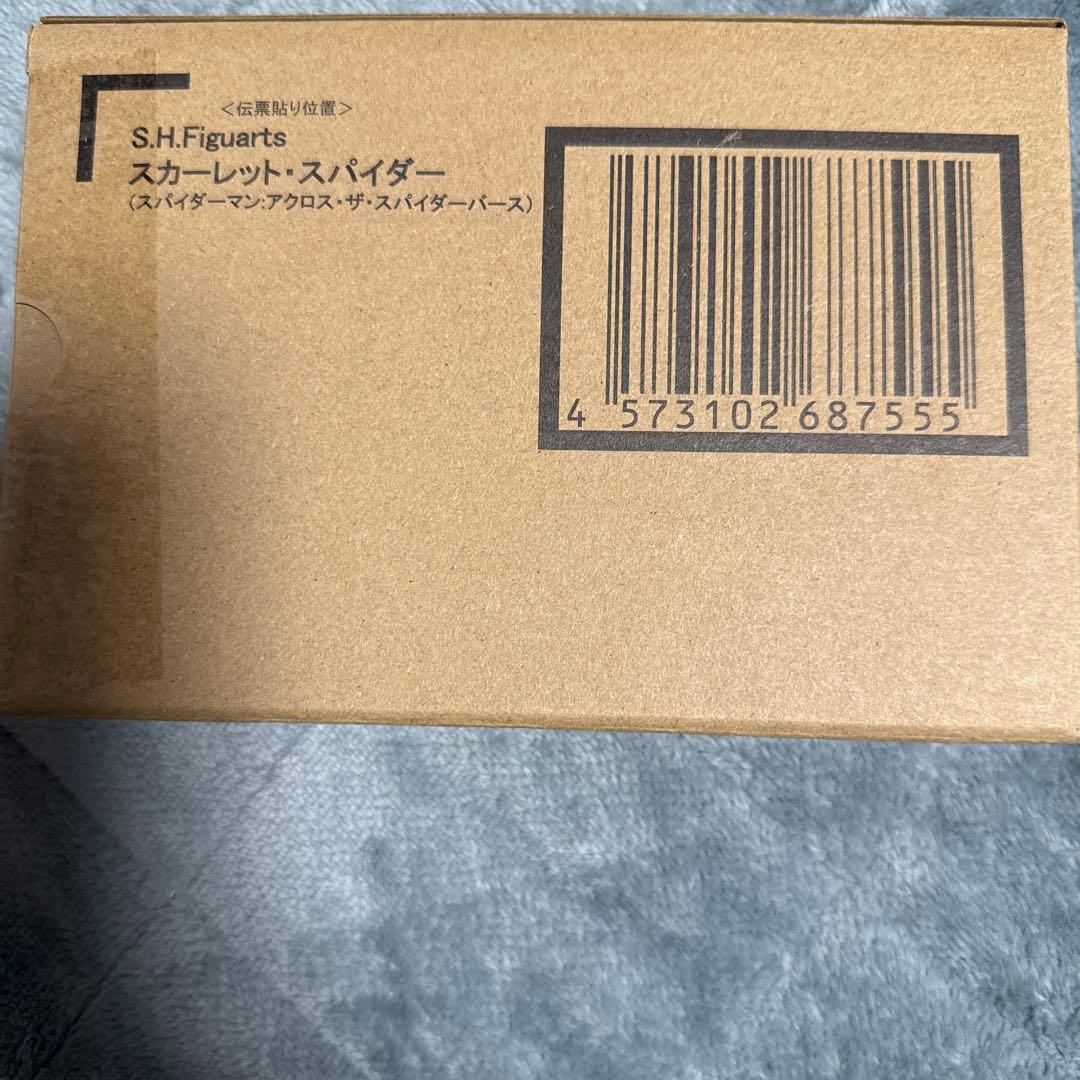 ＜伝票貼り位置＞
S.H.Figuarts
スカーレット・スパイダー
(スパイダーマン:アクロス・ザ・スパイダーバース)
4 573102 687555